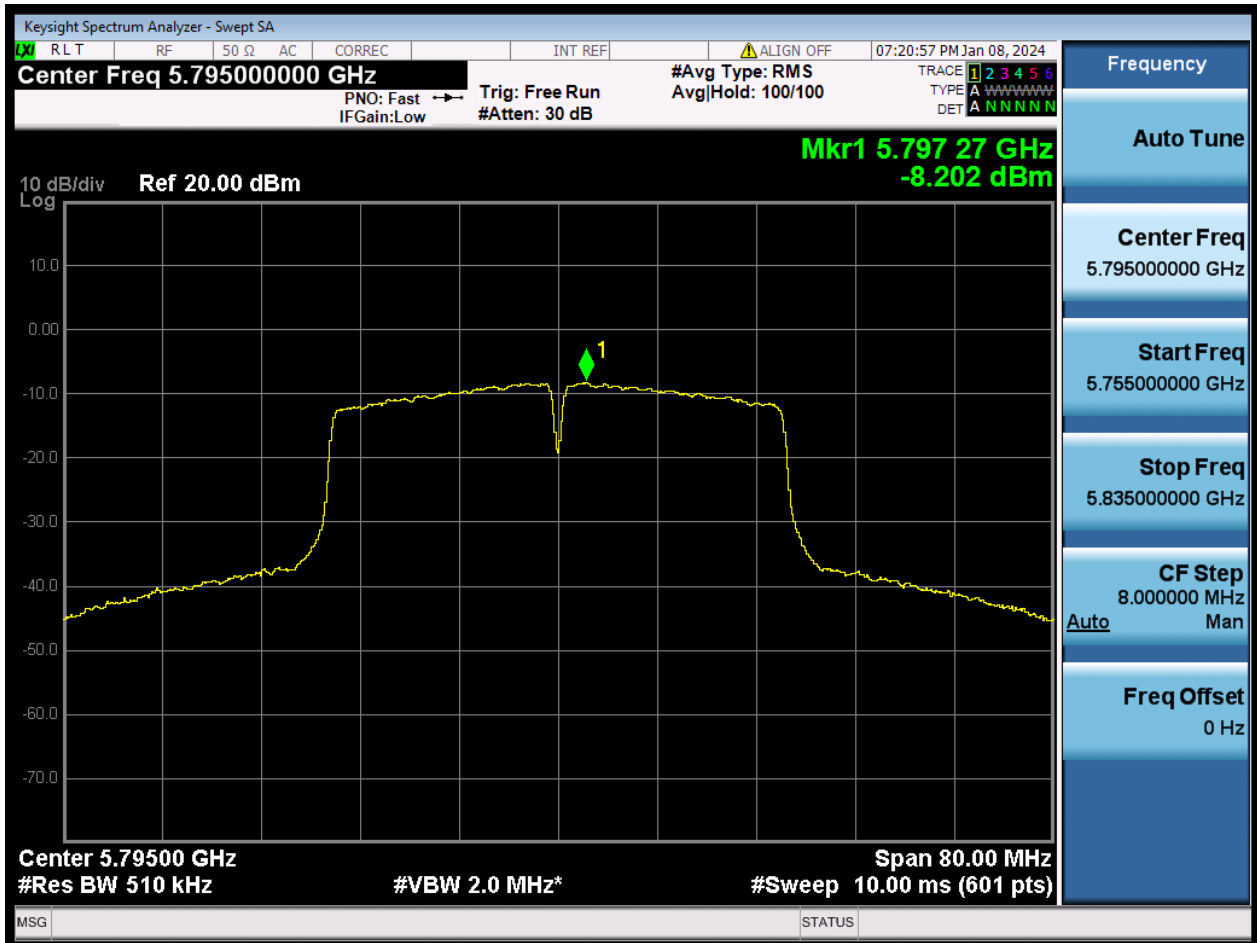 Keysight Spectrum Analyzer - Swept SA
LXI RLT RF 50 Ω AC CORREC INT REF ALIGN OFF 07:20:57 PM Jan 08, 2024
Center Freq 5.795000000 GHz
PNO: Fast
IFGain:Low
Trig: Free Run
#Atten: 30 dB
#Avg Type: RMS
Avg|Hold: 100/100
TRACE 1 2 3 4 5 6
TYPE A WWWWW
DET A N N N N N
Mkr1 5.797 27 GHz
-8.202 dBm
10 dB/div Ref 20.00 dBm
Log
10.0
0.00
1
-10.0
-20.0
-30.0
-40.0
-50.0
-60.0
-70.0
Center 5.79500 GHz Span 80.00 MHz
#Res BW 510 kHz #VBW 2.0 MHz* #Sweep 10.00 ms (601 pts)
MSG STATUS
Frequency
Auto Tune
Center Freq
5.795000000 GHz
Start Freq
5.755000000 GHz
Stop Freq
5.835000000 GHz
CF Step
8.000000 MHz
Auto Man
Freq Offset
0 Hz